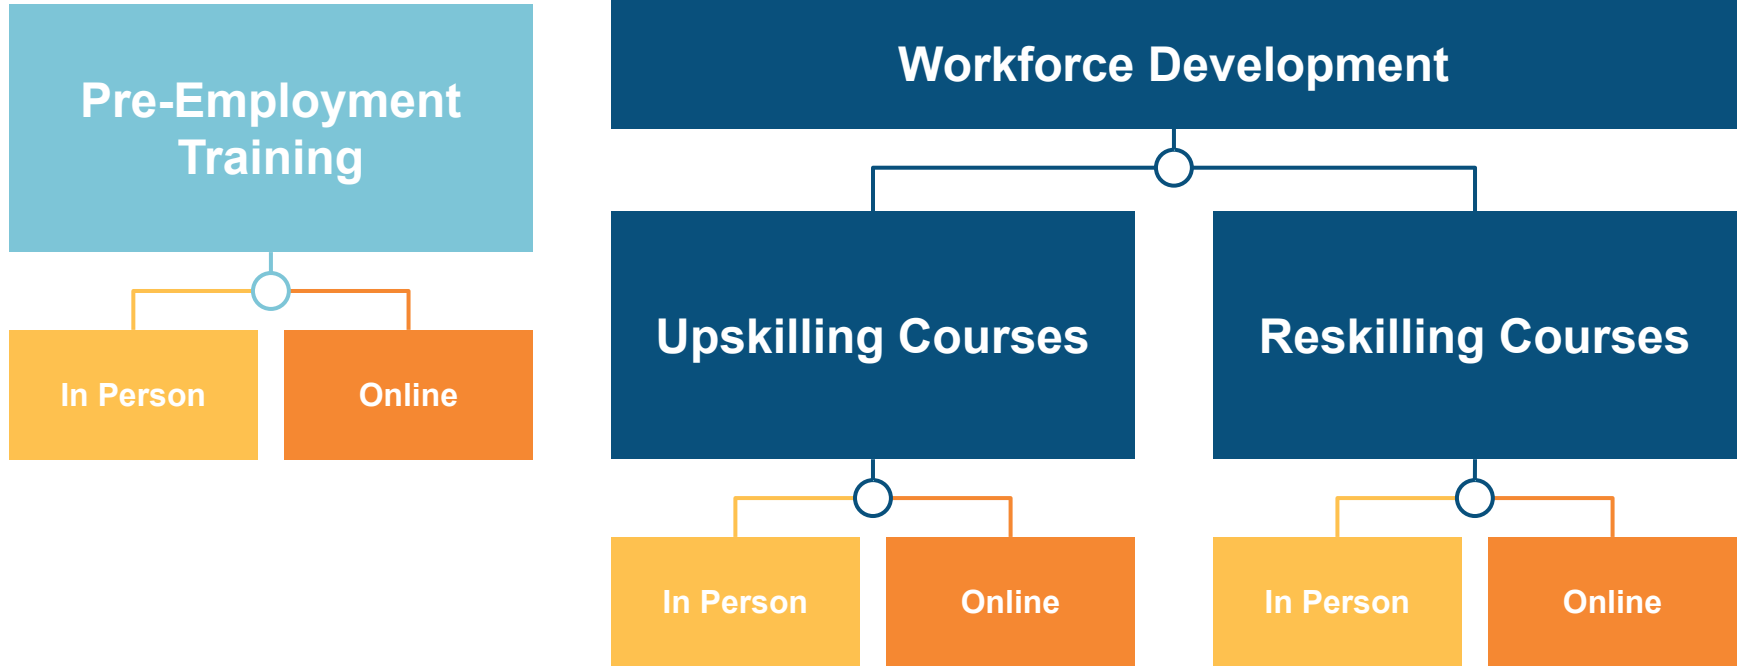 Pre-Employment
Training
In Person
Online
Workforce Development
Upskilling Courses
Reskilling Courses
In Person
Online
In Person
Online